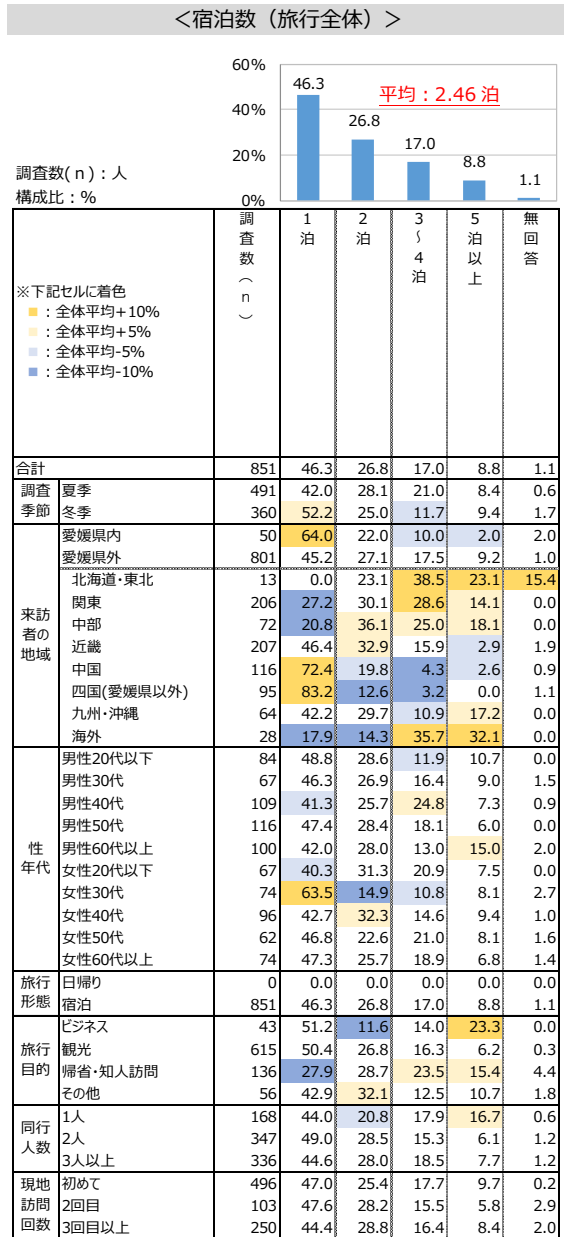 ＜宿泊数（旅行全体）＞
60%
40%
20%
0%
46.3
26.8
17.0
8.8
1.1
平均：2.46 泊
調査数(ｎ)：人
構成比：%
調査数（ｎ） 1泊 2泊 3～4泊 5泊以上 無回答
※下記セルに着色
■：全体平均+10%
■：全体平均+5%
■：全体平均-5%
■：全体平均-10%
合計 851 46.3 26.8 17.0 8.8 1.1
調査季節
夏季 491 42.0 28.1 21.0 8.4 0.6
冬季 360 52.2 25.0 11.7 9.4 1.7
来訪者の地域
愛媛県内 50 64.0 22.0 10.0 2.0 2.0
愛媛県外 801 45.2 27.1 17.5 9.2 1.0
北海道・東北 13 0.0 23.1 38.5 23.1 15.4
関東 206 27.2 30.1 28.6 14.1 0.0
中部 72 20.8 36.1 25.0 18.1 0.0
近畿 207 46.4 32.9 15.9 2.9 1.9
中国 116 72.4 19.8 4.3 2.6 0.9
四国(愛媛県以外) 95 83.2 12.6 3.2 0.0 1.1
九州・沖縄 64 42.2 29.7 10.9 17.2 0.0
海外 28 17.9 14.3 35.7 32.1 0.0
性年代
男性20代以下 84 48.8 28.6 11.9 10.7 0.0
男性30代 67 46.3 26.9 16.4 9.0 1.5
男性40代 109 41.3 25.7 24.8 7.3 0.9
男性50代 116 47.4 28.4 18.1 6.0 0.0
男性60代以上 100 42.0 28.0 13.0 15.0 2.0
女性20代以下 67 40.3 31.3 20.9 7.5 0.0
女性30代 74 63.5 14.9 10.8 8.1 2.7
女性40代 96 42.7 32.3 14.6 9.4 1.0
女性50代 62 46.8 22.6 21.0 8.1 1.6
女性60代以上 74 47.3 25.7 18.9 6.8 1.4
旅行形態
日帰り 0 0.0 0.0 0.0 0.0 0.0
宿泊 851 46.3 26.8 17.0 8.8 1.1
旅行目的
ビジネス 43 51.2 11.6 14.0 23.3 0.0
観光 615 50.4 26.8 16.3 6.2 0.3
帰省・知人訪問 136 27.9 28.7 23.5 15.4 4.4
その他 56 42.9 32.1 12.5 10.7 1.8
同行人数
1人 168 44.0 20.8 17.9 16.7 0.6
2人 347 49.0 28.5 15.3 6.1 1.2
3人以上 336 44.6 28.0 18.5 7.7 1.2
現地訪問回数
初めて 496 47.0 25.4 17.7 9.7 0.2
2回目 103 47.6 28.2 15.5 5.8 2.9
3回目以上 250 44.4 28.8 16.4 8.4 2.0